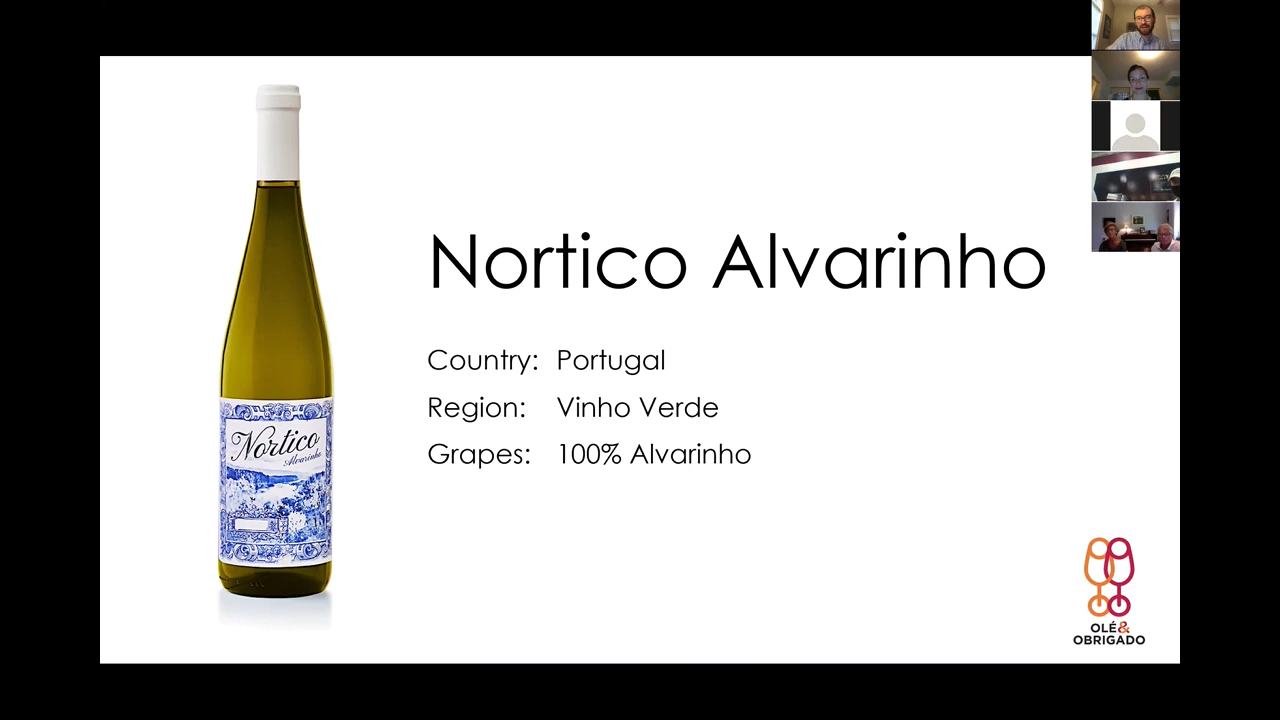 Nortico Alvarinho
Country: Portugal
Region: Vinho Verde
Grapes: 100% Alvarinho
Nortico
Alvarinho
OLÉ&
OBRIGADO